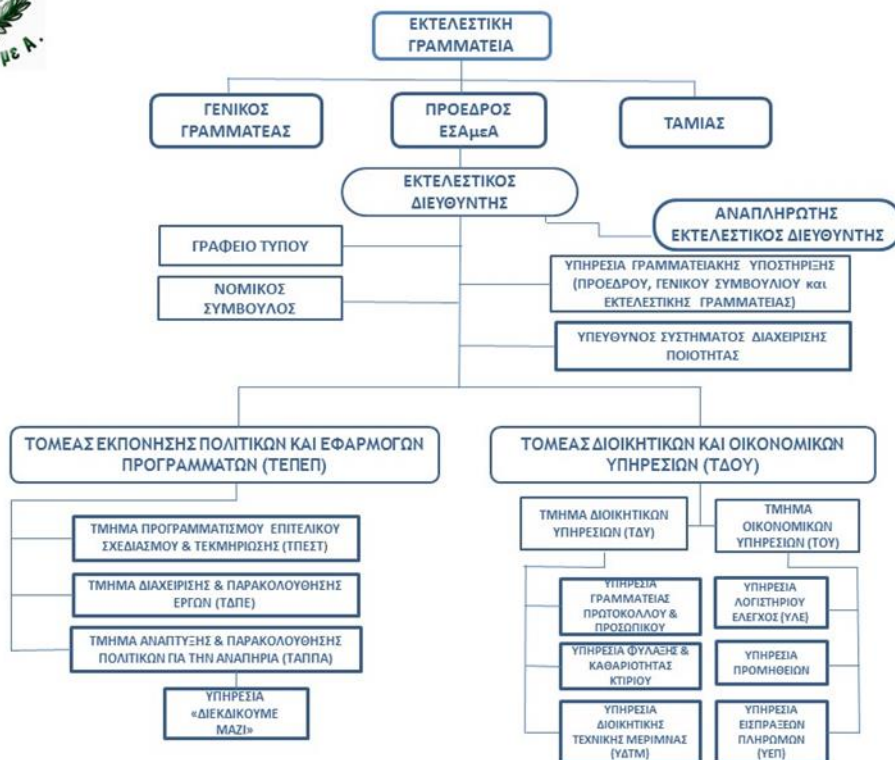 με Α.
ΕΚΤΕΛΕΣΤΙΚΗ
ΓΡΑΜΜΑΤΕΙΑ
ΓΕΝΙΚΟΣ
ΓΡΑΜΜΑΤΕΑΣ
ΠΡΟΕΔΡΟΣ
ΕΣΑμεΑ
ΤΑΜΙΑΣ
ΕΚΤΕΛΕΣΤΙΚΟΣ
ΔΙΕΥΘΥΝΤΗΣ
ΑΝΑΠΛΗΡΩΤΗΣ
ΕΚΤΕΛΕΣΤΙΚΟΣ ΔΙΕΥΘΥΝΤΗΣ
ΓΡΑΦΕΙΟ ΤΥΠΟΥ
ΥΠΗΡΕΣΙΑ ΓΡΑΜΜΑΤΕΙΑΚΗΣ ΥΠΟΣΤΗΡΙΞΗΣ
(ΠΡΟΕΔΡΟΥ, ΓΕΝΙΚΟΥ ΣΥΜΒΟΥΛΙΟΥ και
ΕΚΤΕΛΕΣΤΙΚΗΣ ΓΡΑΜΜΑΤΕΙΑΣ)
ΝΟΜΙΚΟΣ
ΣΥΜΒΟΥΛΟΣ
ΥΠΕΥΘΥΝΟΣ ΣΥΣΤΗΜΑΤΟΣ ΔΙΑΧΕΙΡΙΣΗΣ
ΠΟΙΟΤΗΤΑΣ
ΤΟΜΕΑΣ ΕΚΠΟΝΗΣΗΣ ΠΟΛΙΤΙΚΩΝ ΚΑΙ ΕΦΑΡΜΟΓΩΝ
ΠΡΟΓΡΑΜΜΑΤΩΝ (ΤΕΠΕΠ)
ΤΜΗΜΑ ΠΡΟΓΡΑΜΜΑΤΙΣΜΟΥ ΕΠΙΤΕΛΙΚΟΥ
ΣΧΕΔΙΑΣΜΟΥ & ΤΕΚΜΗΡΙΩΣΗΣ (ΤΠΕΣΤ)
ΤΜΗΜΑ ΔΙΑΧΕΙΡΙΣΗΣ & ΠΑΡΑΚΟΛΟΥΘΗΣΗΣ
ΕΡΓΩΝ (ΤΔΠΕ)
ΤΜΗΜΑ ΑΝΑΠΤΥΞΗΣ & ΠΑΡΑΚΟΛΟΥΘΗΣΗΣ
ΠΟΛΙΤΙΚΩΝ ΓΙΑ ΤΗΝ ΑΝΑΠΗΡΙΑ (ΤΑΠΠΑ)
ΥΠΗΡΕΣΙΑ
«ΔΙΕΚΔΙΚΟΥΜΕ
ΜΑΖΙ»
ΤΟΜΕΑΣ ΔΙΟΙΚΗΤΙΚΩΝ ΚΑΙ ΟΙΚΟΝΟΜΙΚΩΝ
ΥΠΗΡΕΣΙΩΝ (ΤΔΟΥ)
ΤΜΗΜΑ ΔΙΟΙΚΗΤΙΚΩΝ
ΥΠΗΡΕΣΙΩΝ (ΤΔΥ)
ΤΜΗΜΑ
ΟΙΚΟΝΟΜΙΚΩΝ
ΥΠΗΡΕΣΙΩΝ (ΤΟΥ)
ΥΠΗΡΕΣΙΑ
ΓΡΑΜΜΑΤΕΙΑΣ
ΠΡΩΤΟΚΟΛΛΟΥ &
ΠΡΟΣΩΠΙΚΟΥ
ΥΠΗΡΕΣΙΑ ΦΥΛΑΞΗΣ &
ΚΑΘΑΡΙΟΤΗΤΑΣ
ΚΤΙΡΙΟΥ
ΥΠΗΡΕΣΙΑ
ΔΙΟΙΚΗΤΙΚΗΣ
ΤΕΧΝΙΚΗΣ ΜΕΡΙΜΝΑΣ
(ΥΔΤΜ)
ΥΠΗΡΕΣΙΑ
ΛΟΓΙΣΤΗΡΙΟΥ
ΕΛΕΓΧΟΣ (ΥΛΕ)
ΥΠΗΡΕΣΙΑ
ΠΡΟΜΗΘΕΙΩΝ
ΥΠΗΡΕΣΙΑ
ΕΙΣΠΡΑΞΕΩΝ
ΠΛΗΡΩΜΩΝ
(ΥΕΠ)